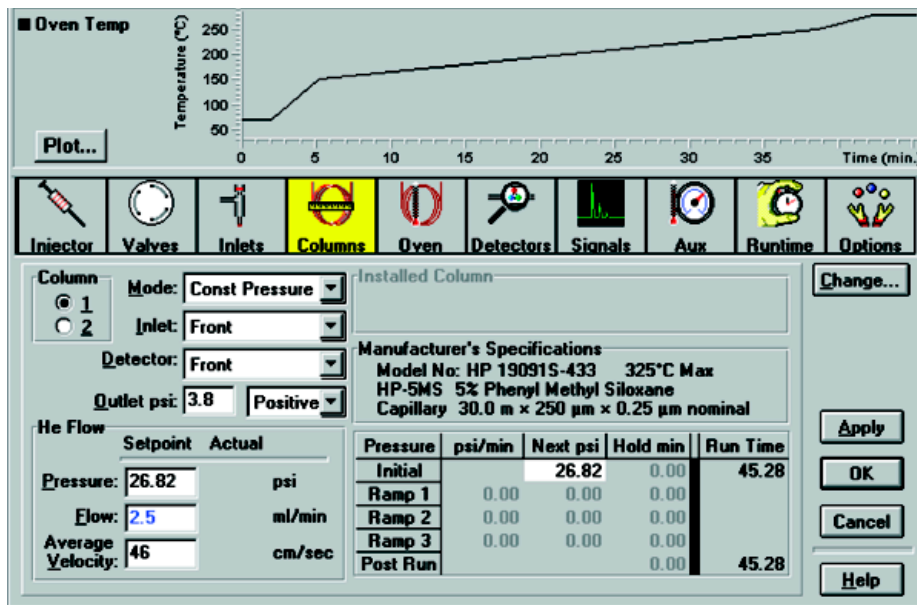 Oven Temp
Temperature (°C)
250
200
150
100
50
Plot...
0 5 10 15 20 25 30 35 Time (min.
Injector Valves Inlets Columns Oven Detectors Signals Aux Runtime Options
Column
1
2
Mode: Const Pressure
Inlet: Front
Detector: Front
Outlet psi: 3.8 Positive
Installed Column
Manufacturer's Specifications
Model No: HP 19091S-433 325°C Max
HP-5MS 5% Phenyl Methyl Siloxane
Capillary 30.0 m × 250 µm × 0.25 µm nominal
Change...
He Flow
Setpoint Actual
Pressure: 26.82 psi
Flow: 2.5 ml/min
Average Velocity: 46 cm/sec
Pressure psi/min Next psi Hold min Run Time
Initial 26.82 0.00 45.28
Ramp 1 0.00 0.00 0.00
Ramp 2 0.00 0.00 0.00
Ramp 3 0.00 0.00 0.00
Post Run 0.00 45.28
Apply
OK
Cancel
Help